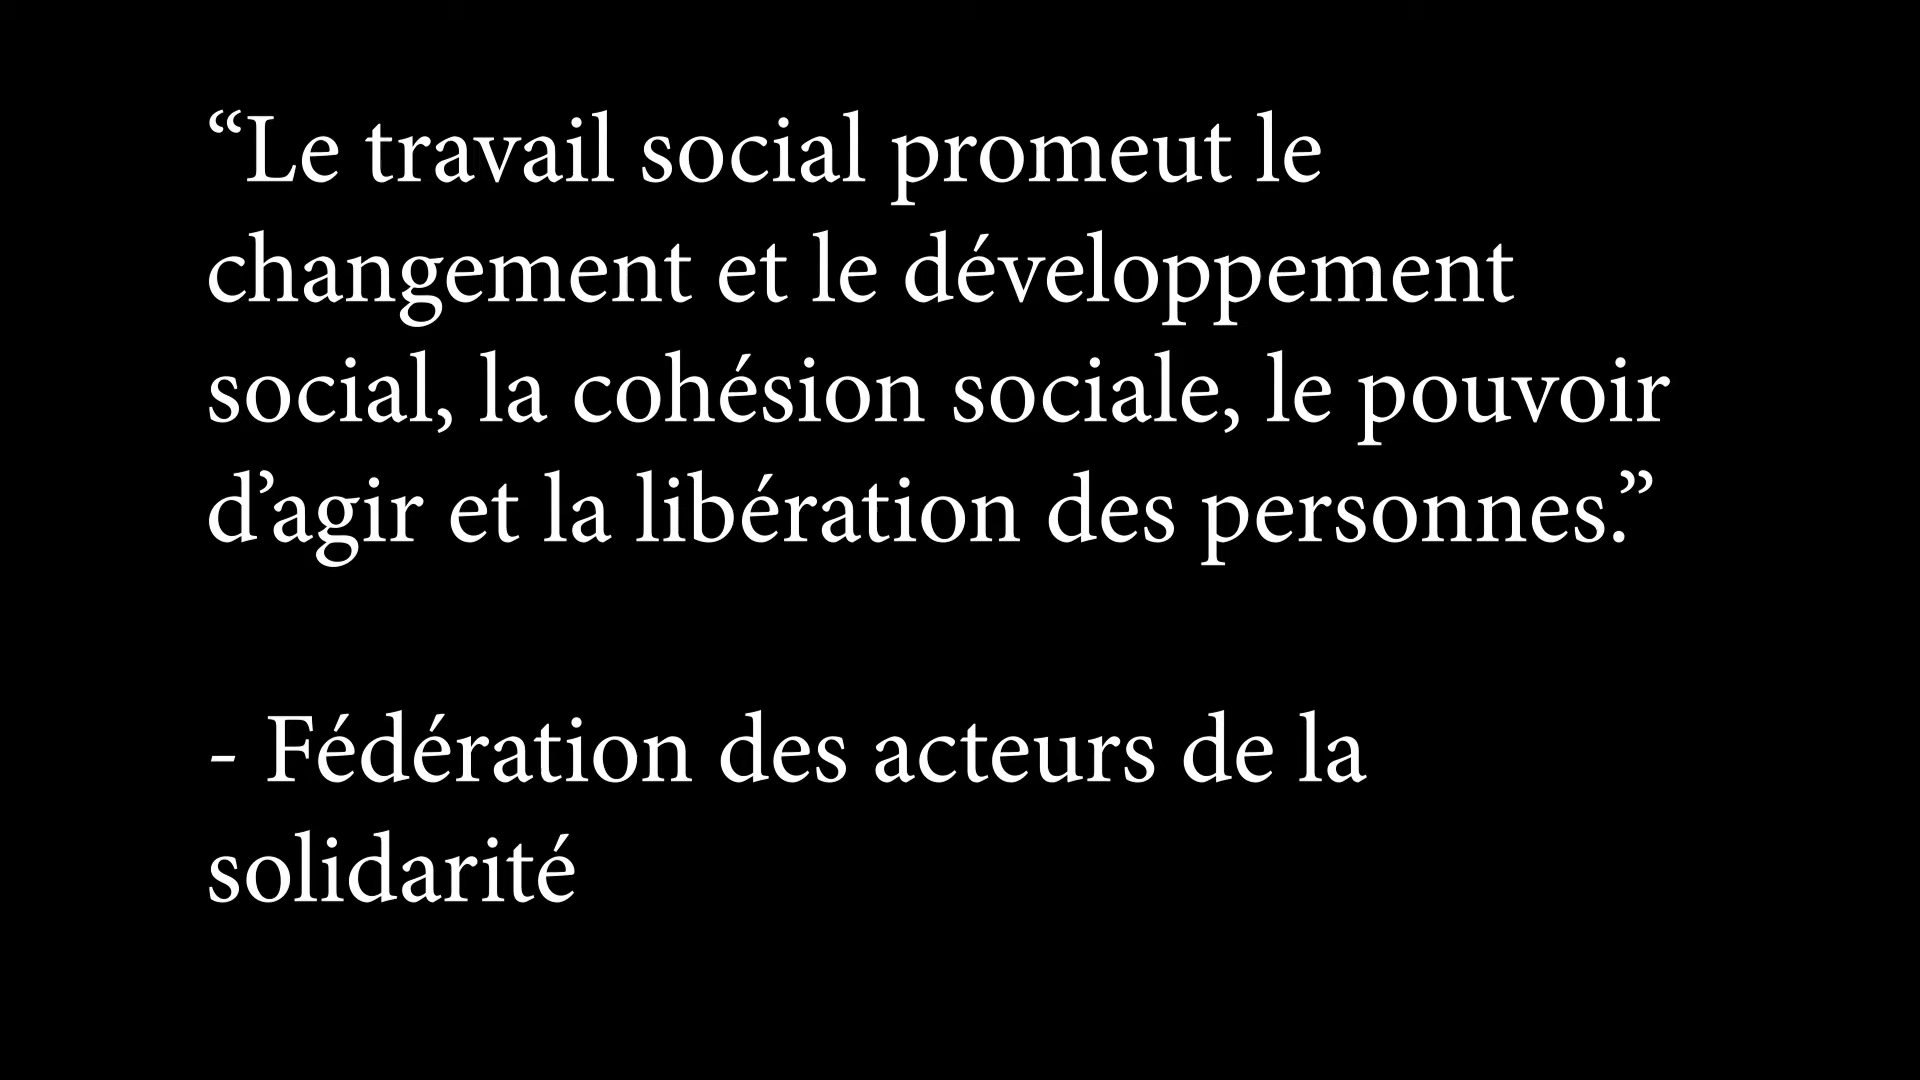 “Le travail social promeut le
changement et le développement
social, la cohésion sociale, le pouvoir
d’agir et la libération des personnes.”
- Fédération des acteurs de la
solidarité